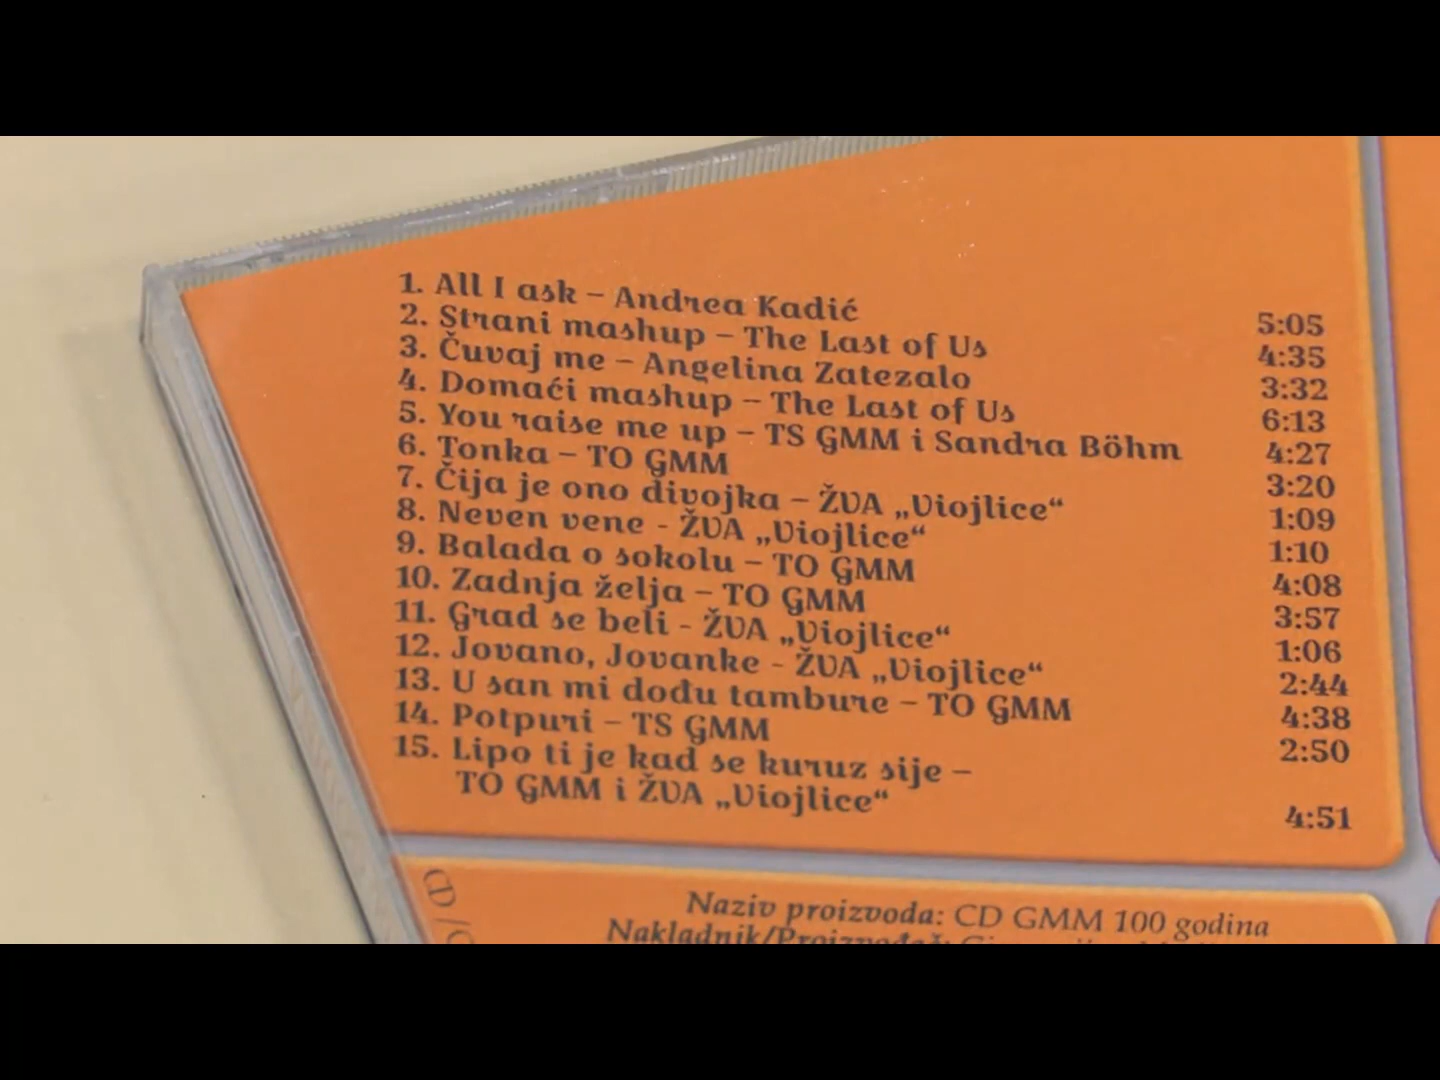 1. All I ask – Andrea Kadić 5:05
2. Strani mashup – The Last of Us 4:35
3. Čuvaj me – Angelina Zatezalo 3:32
4. Domaći mashup – The Last of Us 6:13
5. You raise me up – TS GMM i Sandra Böhm 4:27
6. Tonka – TO GMM 3:20
7. Čija je ono divojka – ŽVA „Viojlice“ 1:09
8. Neven vene - ŽVA „Viojlice“ 1:10
9. Balada o sokolu – TO GMM 4:08
10. Zadnja želja – TO GMM 3:57
11. Grad se beli - ŽVA „Viojlice“ 1:06
12. Jovano, Jovanke - ŽVA „Viojlice“ 2:44
13. U san mi dođu tambure – TO GMM 4:38
14. Potpuri – TS GMM 2:50
15. Lipo ti je kad se kuruz sije –
TO GMM i ŽVA „Viojlice“ 4:51
Naziv proizvoda: CD GMM 100 godina
Nakladnik/Proizvođač:
CD /